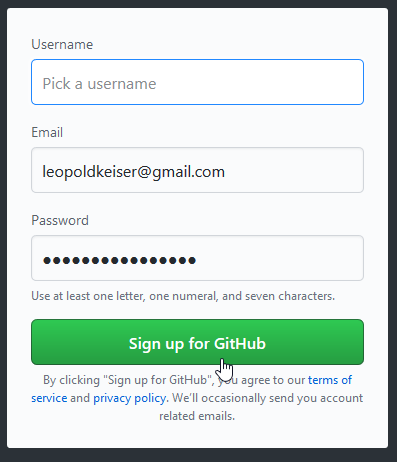 Username
Pick a username
Email
leopoldkeiser@gmail.com
Password
●●●●●●●●●●●●●●●●
Use at least one letter, one numeral, and seven characters.
Sign up for GitHub
By clicking "Sign up for GitHub", you agree to our terms of
service and privacy policy. We'll occasionally send you account
related emails.